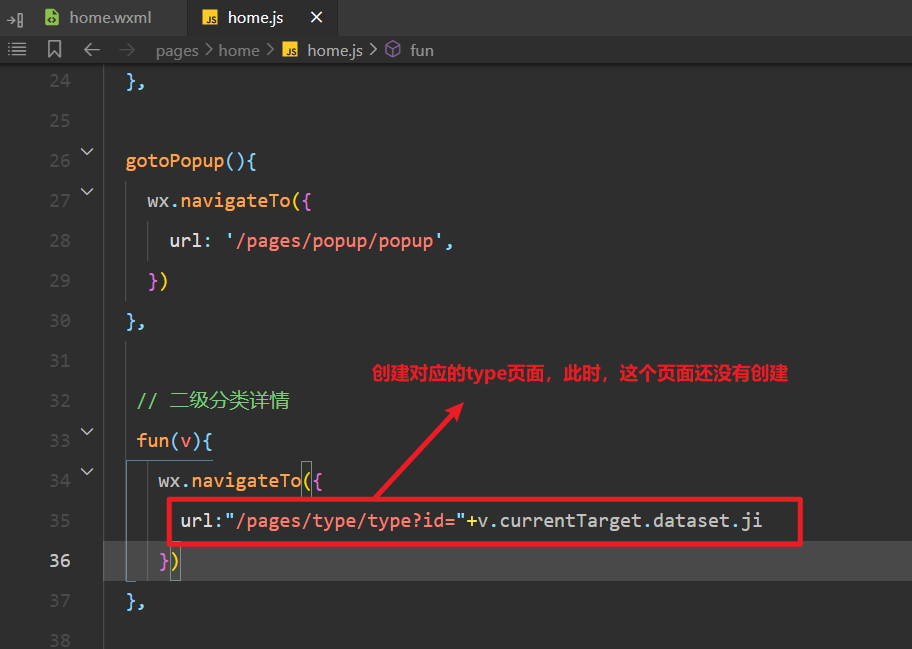 home.wxml
JS home.js
pages home JS home.js fun
24 },
25
26 gotoPopup(){
27 wx.navigateTo({
28 url: '/pages/popup/popup',
29 })
30 },
31
创建对应的type页面，此时，这个页面还没有创建
32 // 二级分类详情
33 fun(v){
34 wx.navigateTo({
35 url:"/pages/type/type?id="+v.currentTarget.dataset.ji
36 })
37 },
38